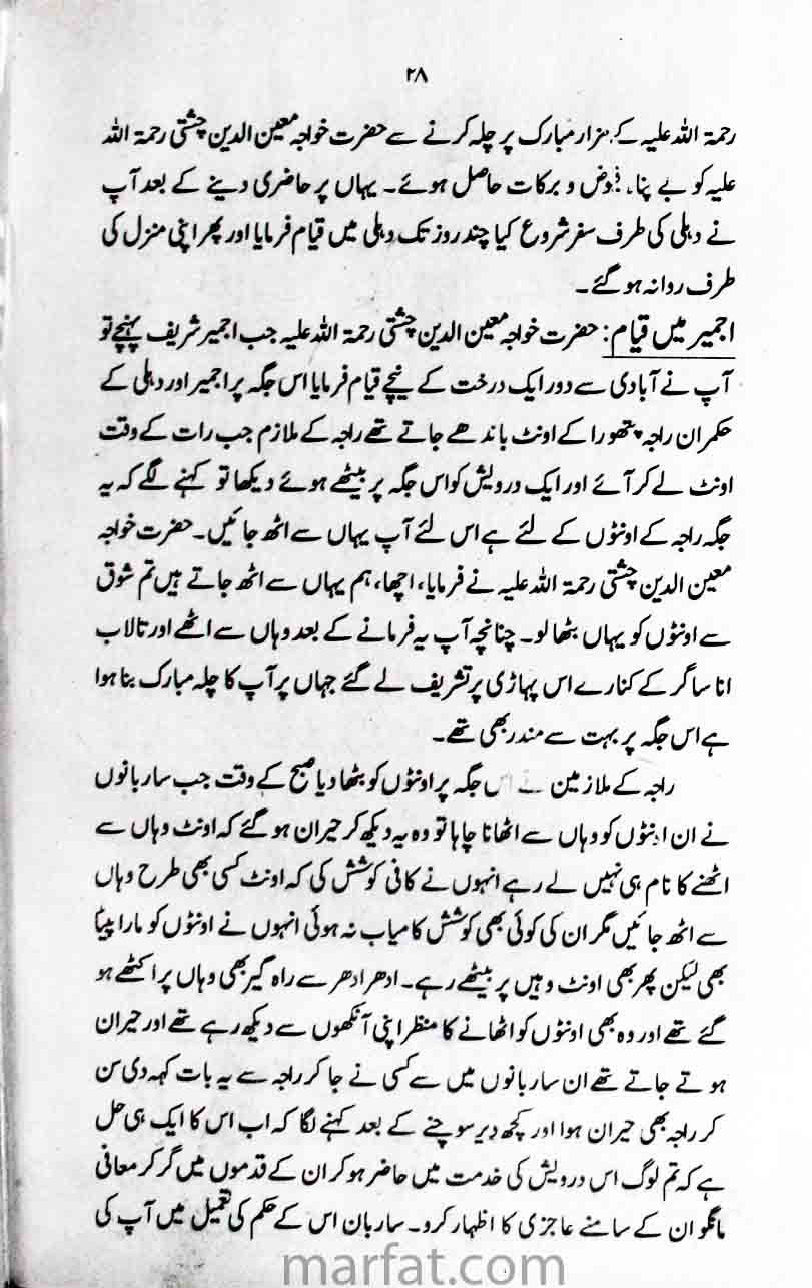 ۲۸
رحمۃ اللہ علیہ کے مزار مبارک پر چلہ کرنے سے حضرت خواجہ معین الدین چشتی رحمۃ اللہ
علیہ کو بے پناہ فیوض و برکات حاصل ہوئے۔ یہاں پر حاضری دینے کے بعد آپ
نے دہلی کی طرف سفر شروع کیا چند روز تک دہلی میں قیام فرمایا اور پھر اپنی منزل کی
طرف روانہ ہو گئے۔
اجمیر میں قیام: حضرت خواجہ معین الدین چشتی رحمۃ اللہ علیہ جب اجمیر شریف پہنچے تو
آپ نے آبادی سے دور ایک درخت کے نیچے قیام فرمایا اس جگہ پر اجمیر اور دہلی کے
حکمران راجہ پتھورا کے اونٹ باندھے جاتے تھے راجہ کے ملازم جب رات کے وقت
اونٹ لے کر آئے اور ایک درویش کو اس جگہ پر بیٹھے ہوئے دیکھا تو کہنے لگے کہ یہ
جگہ راجہ کے اونٹوں کے لئے ہے اس لئے آپ یہاں سے اٹھ جائیں۔ حضرت خواجہ
معین الدین چشتی رحمۃ اللہ علیہ نے فرمایا، اچھا، ہم یہاں سے اٹھ جاتے ہیں تم شوق
سے اونٹوں کو یہاں بٹھا لو۔ چنانچہ آپ یہ فرمانے کے بعد وہاں سے اٹھے اور تالاب
انا ساگر کے کنارے اس پہاڑی پر تشریف لے گئے جہاں پر آپ کا چلہ مبارک بنا ہوا
ہے اس جگہ پر بہت سے مندر بھی تھے۔
راجہ کے ملازمین نے اس جگہ پر اونٹوں کو بٹھا دیا صبح کے وقت جب ساربانوں
نے ان اونٹوں کو وہاں سے اٹھانا چاہا تو وہ یہ دیکھ کر حیران ہو گئے کہ اونٹ وہاں سے
اٹھنے کا نام ہی نہیں لے رہے انہوں نے کافی کوشش کی کہ اونٹ کسی بھی طرح وہاں
سے اٹھ جائیں مگر ان کی کوئی بھی کوشش کامیاب نہ ہوئی انہوں نے اونٹوں کو مارا پیٹا
بھی لیکن پھر بھی اونٹ وہیں پر بیٹھے رہے۔ ادھر ادھر سے راہ گیر بھی وہاں پر اکٹھے ہو
گئے تھے اور وہ بھی اونٹوں کو اٹھانے کا منظر اپنی آنکھوں سے دیکھ رہے تھے اور حیران
ہوتے جاتے تھے ان ساربانوں میں سے کسی نے جا کر راجہ سے یہ بات کہہ دی سن
کر راجہ بھی حیران ہوا اور کچھ دیر سوچنے کے بعد کہنے لگا کہ اب اس کا ایک ہی حل
ہے کہ تم لوگ اس درویش کی خدمت میں حاضر ہو کر ان کے قدموں میں گر کر معافی
مانگو ان کے سامنے عاجزی کا اظہار کرو۔ ساربان اس کے حکم کی تعمیل میں آپ کی
marfat.com